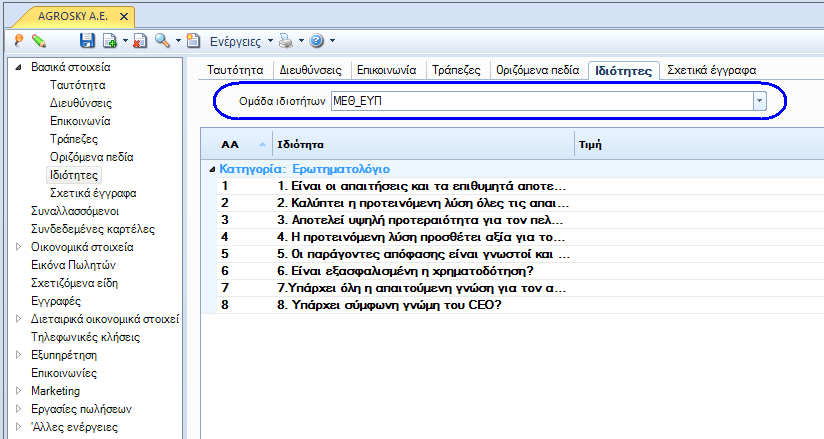 AGROSKY Α.Ε.
Ενέργειες
Βασικά στοιχεία
Ταυτότητα
Διευθύνσεις
Επικοινωνία
Τράπεζες
Οριζόμενα πεδία
Ιδιότητες
Σχετικά έγγραφα
Συναλλασσόμενοι
Συνδεδεμένες καρτέλες
Οικονομικά στοιχεία
Εικόνα Πωλητών
Σχετιζόμενα είδη
Εγγραφές
Διεταιρικά οικονομικά στοιχεί
Τηλεφωνικές κλήσεις
Εξυπηρέτηση
Επικοινωνίες
Marketing
Εργασίες πωλήσεων
'Άλλες ενέργειες
Ταυτότητα Διευθύνσεις Επικοινωνία Τράπεζες Οριζόμενα πεδία Ιδιότητες Σχετικά έγγραφα
Ομάδα ιδιοτήτων ΜΕΘ_ΕΥΠ
ΑΑ Ιδιότητα Τιμή
Κατηγορία: Ερωτηματολόγιο
1 1. Είναι οι απαιτήσεις και τα επιθυμητά αποτε...
2 2. Καλύπτει η προτεινόμενη λύση όλες τις απαι...
3 3. Αποτελεί υψηλή προτεραιότητα για τον πελ...
4 4. Η προτεινόμενη λύση προσθέτει αξία για το...
5 5. Οι παράγοντες απόφασης είναι γνωστοί και ...
6 6. Είναι εξασφαλισμένη η χρηματοδότηση?
7 7.Υπάρχει όλη η απαιτούμενη γνώση για τον α...
8 8. Υπάρχει σύμφωνη γνώμη του CEO?